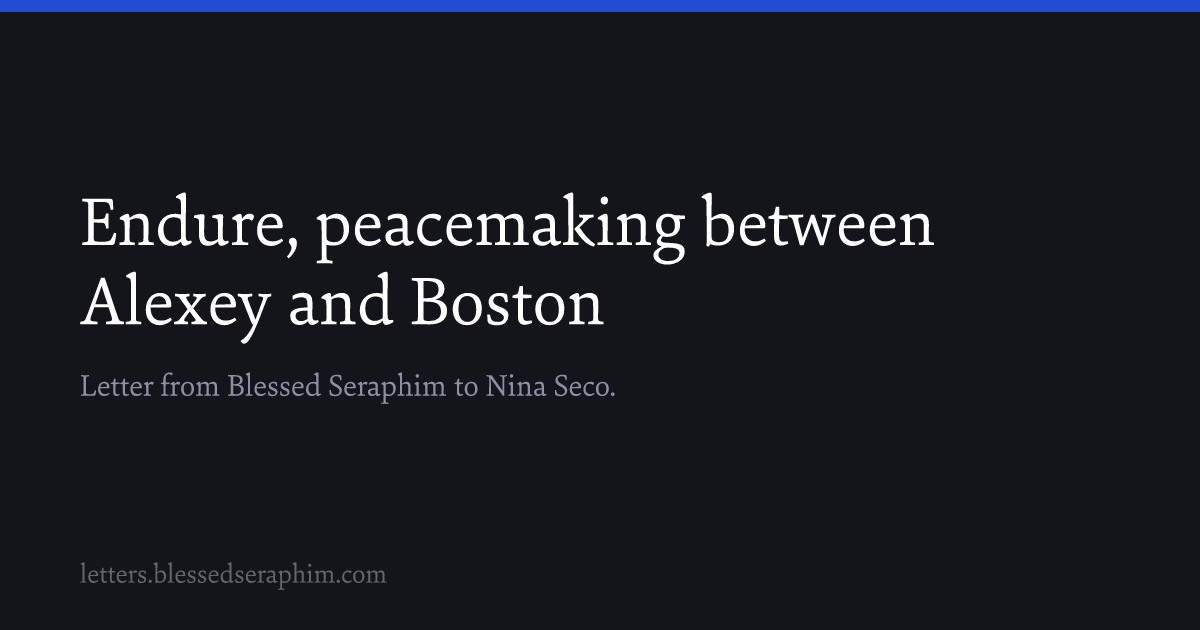 Endure, peacemaking between
Alexey and Boston
Letter from Blessed Seraphim to Nina Seco.
letters.blessedseraphim.com